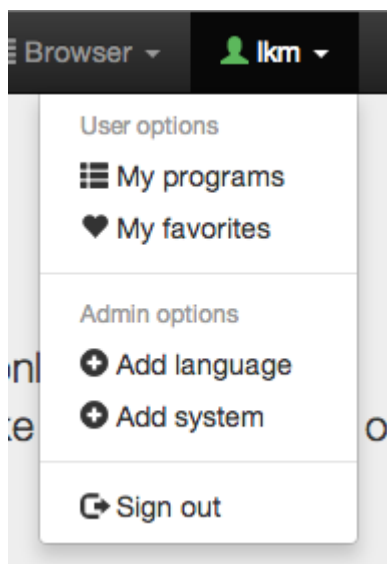 Browser lkm
User options
My programs
My favorites
Admin options
Add language
Add system
Sign out